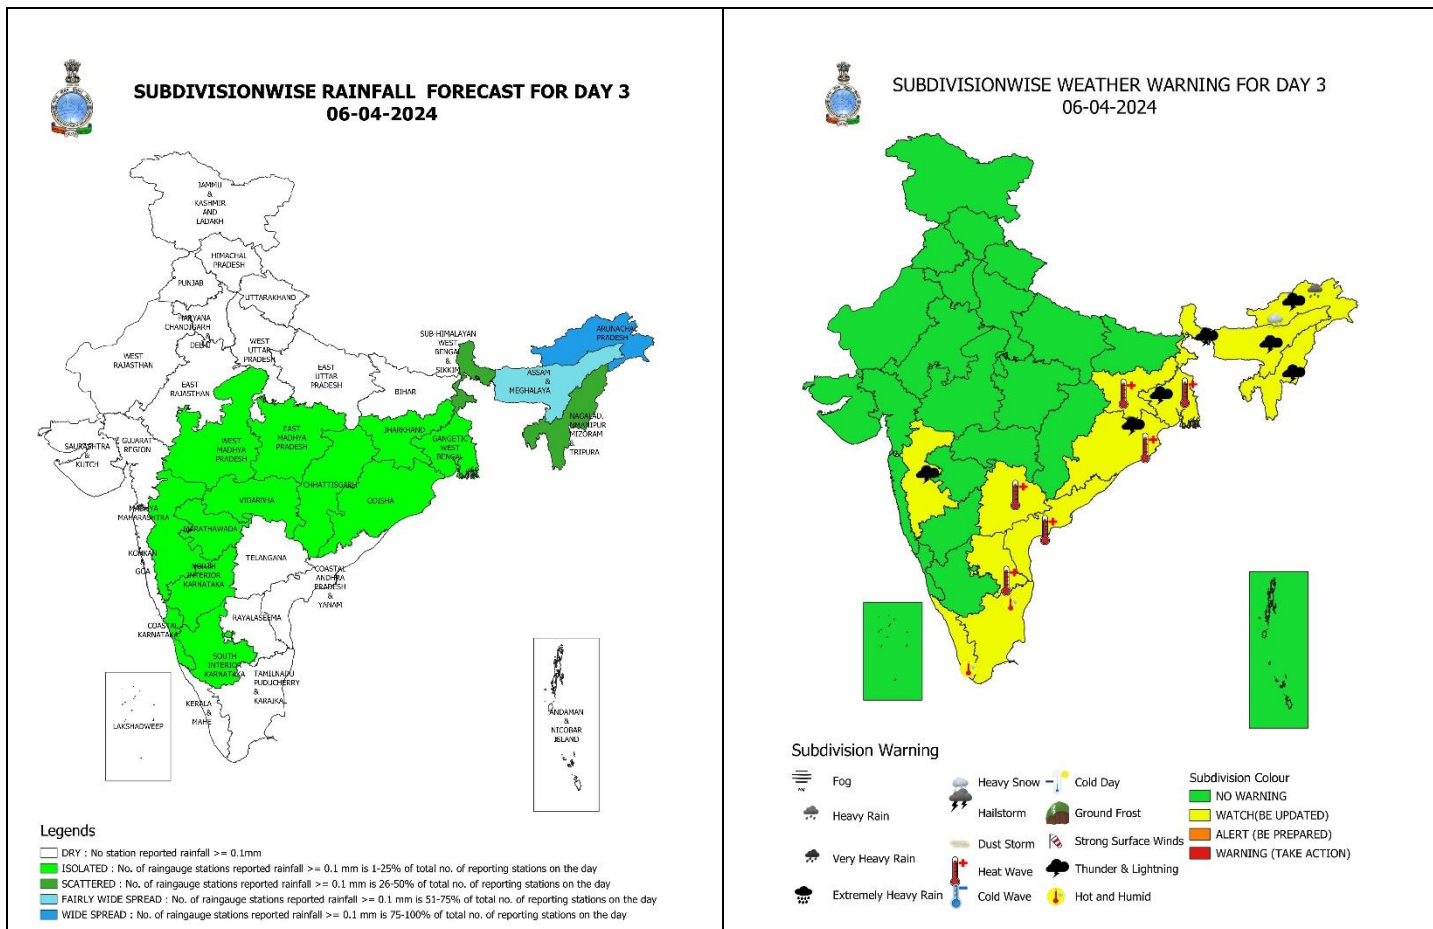 SUBDIVISIONWISE RAINFALL FORECAST FOR DAY 3
06-04-2024
JAMMU
&
KASHMIR
AND
LADAKH
HIMACHAL
PRADESH
PUNJAB
UTTARAKHAND
HARYANA
CHANDIGARH
&
DELHI
WEST
UTTAR
PRADESH
WEST
RAJASTHAN
EAST
UTTAR
PRADESH
EAST
RAJASTHAN
BIHAR
SUB-HIMALAYAN
WEST
BENGAL
&
SIKKIM
ARUNACHAL
PRADESH
ASSAM
&
MEGHALAYA
NAGALAD,
MIZORAM
&
TRIPURA
SAURASHTRA
&
KUTCH
GUJARAT
REGION
WEST
MADHYA
PRADESH
EAST
MADHYA
PRADESH
JHARKHAND
GANGETIC
WEST
BENGAL
CHHATTISGARH
ODISHA
VIDARBHA
MADHYA
MAHARASHTRA
MARATHAWADA
KONKAN
&
GOA
TELANGANA
NORTH
INTERIOR
KARNATAKA
COASTAL
ANDHRA
PRADESH
&
YANAM
RAYALASEEMA
COASTAL
KARNATAKA
SOUTH
INTERIOR
KARNATAKA
TAMILNADU
PUDUCHERRY
&
KARAIKAL
KERALA
&
MAHE
LAKSHADWEEP
ANDAMAN
&
NICOBAR
ISLAND
Legends
DRY : No station reported rainfall >= 0.1mm
ISOLATED : No. of raingauge stations reported rainfall >= 0.1 mm is 1-25% of total no. of reporting stations on the day
SCATTERED : No. of raingauge stations reported rainfall >= 0.1 mm is 26-50% of total no. of reporting stations on the day
FAIRLY WIDE SPREAD : No. of raingauge stations reported rainfall >= 0.1 mm is 51-75% of total no. of reporting stations on the day
WIDE SPREAD : No. of raingauge stations reported rainfall >= 0.1 mm is 75-100% of total no. of reporting stations on the day
SUBDIVISIONWISE WEATHER WARNING FOR DAY 3
06-04-2024
Subdivision Warning
Fog
Heavy Rain
Very Heavy Rain
Extremely Heavy Rain
Heavy Snow
Hailstorm
Dust Storm
Heat Wave
Cold Wave
Cold Day
Ground Frost
Strong Surface Winds
Thunder & Lightning
Hot and Humid
Subdivision Colour
NO WARNING
WATCH(BE UPDATED)
ALERT (BE PREPARED)
WARNING (TAKE ACTION)